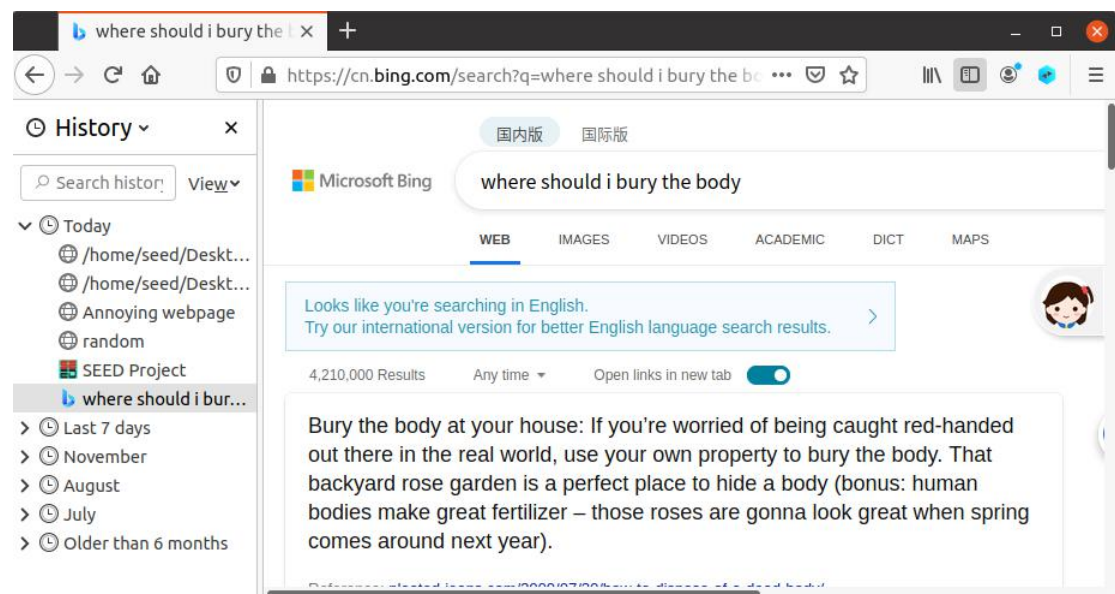 where should i bury the b
https://cn.bing.com/search?q=where should i bury the bo
History
Search histor
View
Today
/home/seed/Deskt...
/home/seed/Deskt...
Annoying webpage
random
SEED Project
where should i bur...
Last 7 days
November
August
July
Older than 6 months
国内版 国际版
Microsoft Bing where should i bury the body
WEB IMAGES VIDEOS ACADEMIC DICT MAPS
Looks like you're searching in English.
Try our international version for better English language search results.
4,210,000 Results Any time Open links in new tab
Bury the body at your house: If you’re worried of being caught red-handed
out there in the real world, use your own property to bury the body. That
backyard rose garden is a perfect place to hide a body (bonus: human
bodies make great fertilizer – those roses are gonna look great when spring
comes around next year).